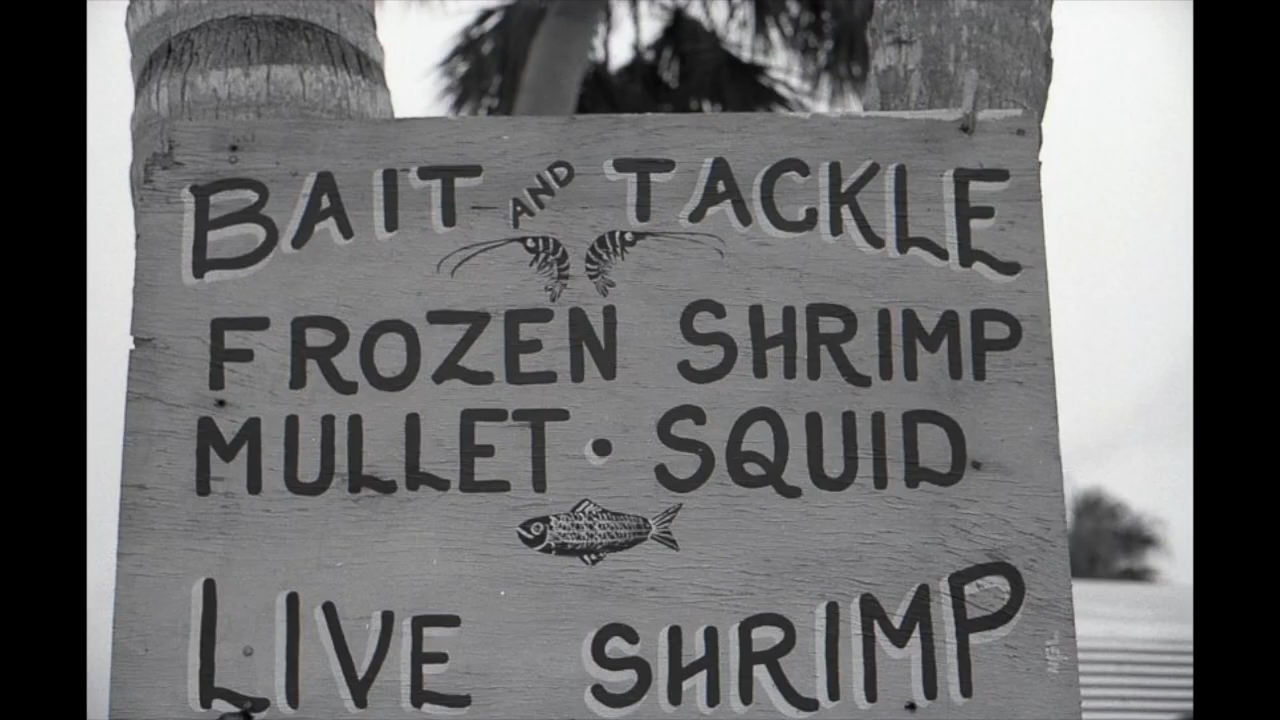 BAIT AND TACKLE
FROZEN SHRIMP
MULLET • SQUID
LIVE SHRIMP